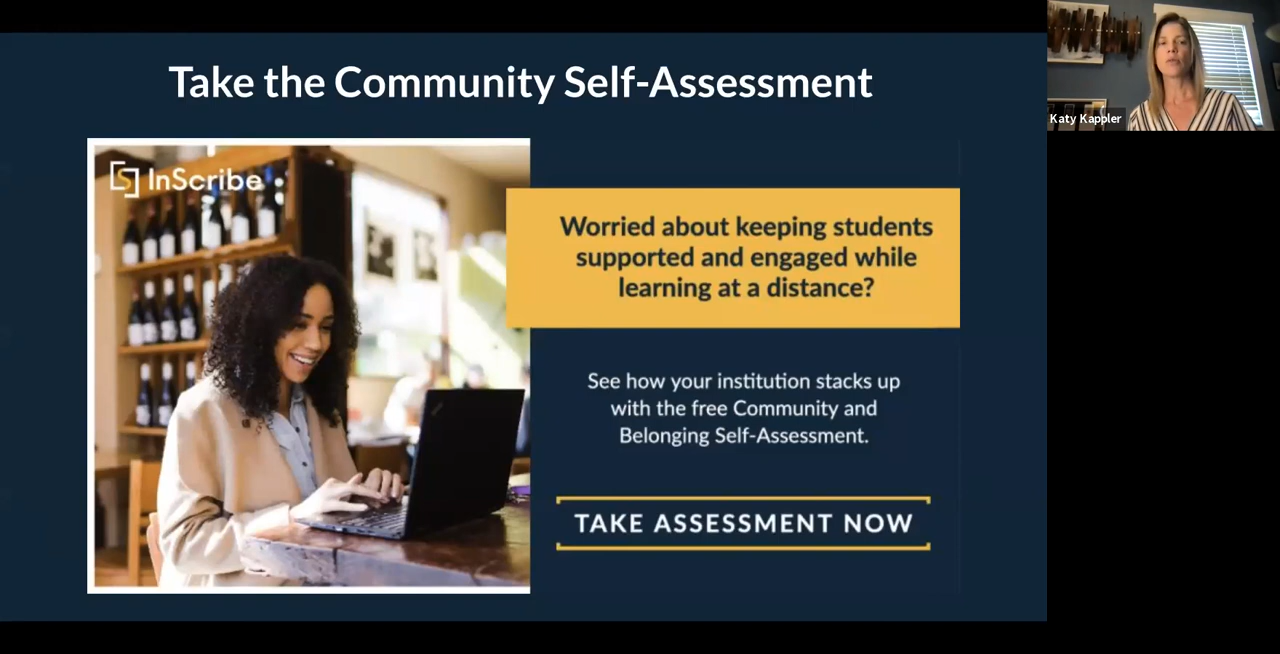 Take the Community Self-Assessment
InScribe
Worried about keeping students
supported and engaged while
learning at a distance?
See how your institution stacks up
with the free Community and
Belonging Self-Assessment.
TAKE ASSESSMENT NOW
Katy Kappler